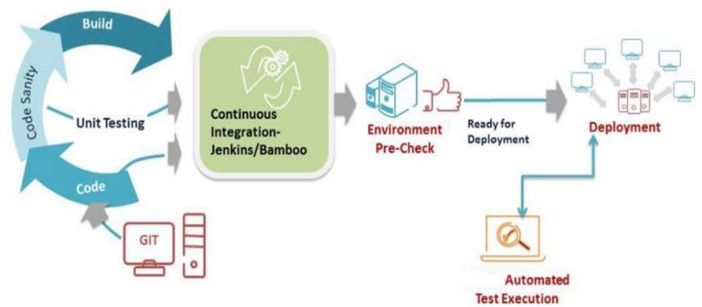 Build
Code Sanity
Unit Testing
Code
GIT
Continuous
Integration-
Jenkins/Bamboo
Environment
Pre-Check
Ready for
Deployment
Deployment
Automated
Test Execution